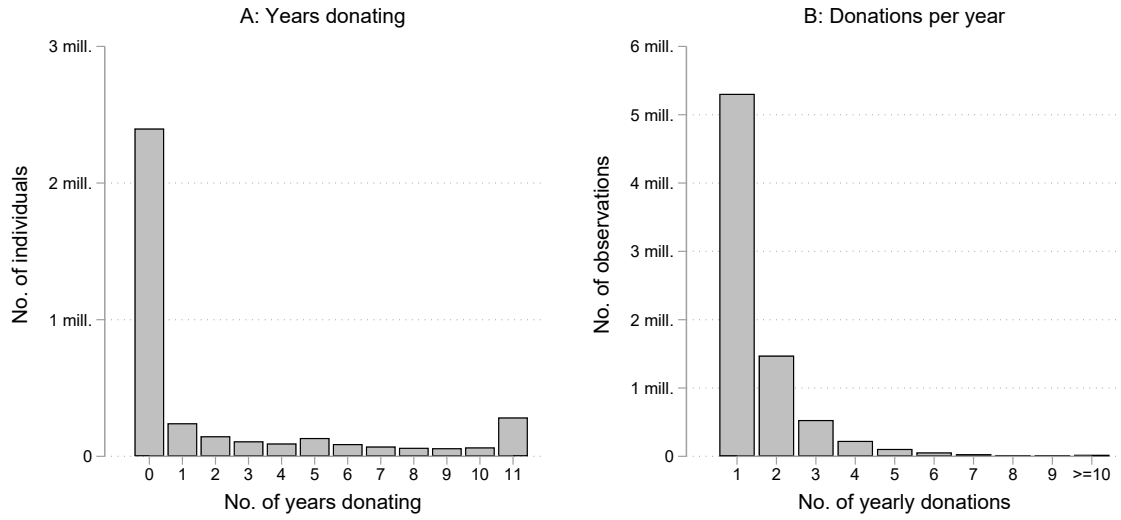 A: Years donating
3 mill.
2 mill.
1 mill.
0
No. of individuals
0 1 2 3 4 5 6 7 8 9 10 11
No. of years donating
B: Donations per year
6 mill.
5 mill.
4 mill.
3 mill.
2 mill.
1 mill.
0
No. of observations
1 2 3 4 5 6 7 8 9 >=10
No. of yearly donations